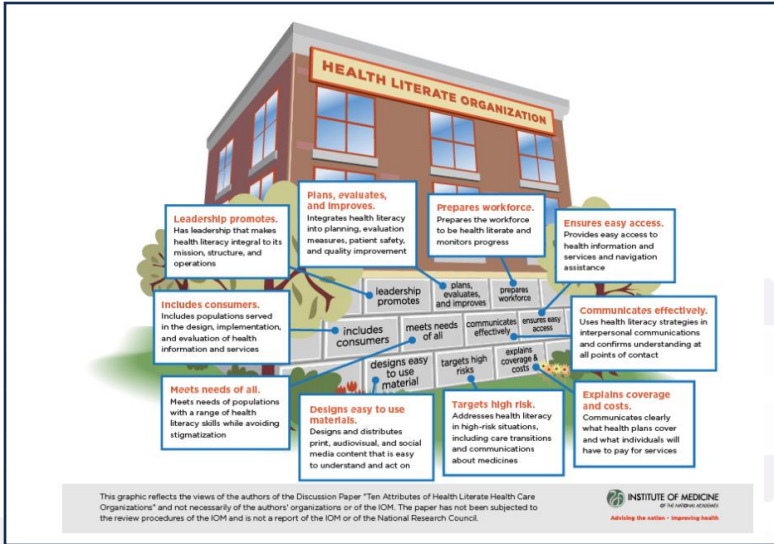 HEALTH LITERATE ORGANIZATION
Plans, evaluates,
and improves.
Integrates health literacy
into planning, evaluation
measures, patient safety,
and quality improvement
Prepares workforce.
Prepares the workforce
to be health literate and
monitors progress
Leadership promotes.
Has leadership that makes
health literacy integral to its
mission, structure, and
operations
Ensures easy access.
Provides easy access to
health information and
services and navigation
assistance
leadership
promotes
plans,
evaluates,
and improves
prepares
workforce
Includes consumers.
Includes populations served
in the design, implementation,
and evaluation of health
information and services
includes
consumers
meets needs
of all
communicates
effectively
ensures easy
access
Communicates effectively.
Uses health literacy strategies in
interpersonal communications
and confirms understanding at
all points of contact
designs easy
to use
material
targets high
risks
explains
coverage &
costs
Meets needs of all.
Meets needs of populations
with a range of health
literacy skills while avoiding
stigmatization
Designs easy to use
materials.
Designs and distributes
print, audiovisual, and social
media content that is easy
to understand and act on
Targets high risk.
Addresses health literacy
in high-risk situations,
including care transitions
and communications
about medicines
Explains coverage
and costs.
Communicates clearly
what health plans cover
and what individuals will
have to pay for services
This graphic reflects the views of the authors of the Discussion Paper "Ten Attributes of Health Literate Health Care
Organizations" and not necessarily of the authors' organizations or of the IOM. The paper has not been subjected to
the review procedures of the IOM and is not a report of the IOM or of the National Research Council.
INSTITUTE OF MEDICINE
OF THE NATIONAL ACADEMIES
Advising the nation • Improving health